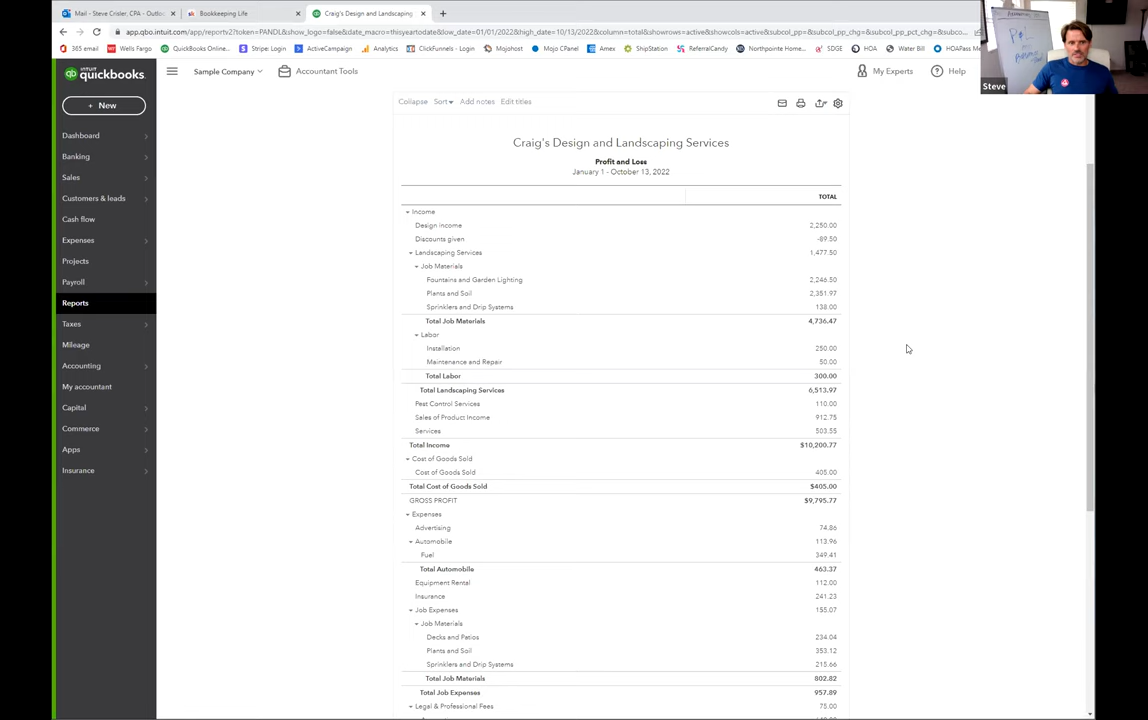 Mail - Steve Crisler, CPA - Outlo
Bookkeeping Life
Craig's Design and Landscaping
app.qbo.intuit.com/app/reportv2?token=PANDL&show_logo=false&date_macro=thisyeartodate&low_date=01/01/2022&high_date=10/13/2022&column=total&showrows=active&showcols=active&subcol_pp=&subcol_pp_chg=&subcol_pp_pct_chg=&subcol
365 email
Wells Fargo
QuickBooks Online...
Stripe Login
ActiveCampaign
Analytics
ClickFunnels - Login
Mojohost
Mojo CPanel
Amex
ShipStation
ReferralCandy
Northpointe Home...
SDGE
HOA
Water Bill
HOAPass M
Steve
intuit quickbooks
Sample Company
Accountant Tools
My Experts
Help
+ New
Dashboard
Banking
Sales
Customers & leads
Cash flow
Expenses
Projects
Payroll
Reports
Taxes
Mileage
Accounting
My accountant
Capital
Commerce
Apps
Insurance
Collapse Sort Add notes Edit titles
Craig's Design and Landscaping Services
Profit and Loss
January 1 - October 13, 2022
TOTAL
Income
Design income 2,250.00
Discounts given -89.50
Landscaping Services 1,477.50
Job Materials
Fountains and Garden Lighting 2,246.50
Plants and Soil 2,351.97
Sprinklers and Drip Systems 138.00
Total Job Materials 4,736.47
Labor
Installation 250.00
Maintenance and Repair 50.00
Total Labor 300.00
Total Landscaping Services 6,513.97
Pest Control Services 110.00
Sales of Product Income 912.75
Services 503.55
Total Income $10,200.77
Cost of Goods Sold
Cost of Goods Sold 405.00
Total Cost of Goods Sold $405.00
GROSS PROFIT $9,795.77
Expenses
Advertising 74.86
Automobile 113.96
Fuel 349.41
Total Automobile 463.37
Equipment Rental 112.00
Insurance 241.23
Job Expenses 155.07
Job Materials
Decks and Patios 234.04
Plants and Soil 353.12
Sprinklers and Drip Systems 215.66
Total Job Materials 802.82
Total Job Expenses 957.89
Legal & Professional Fees 75.00